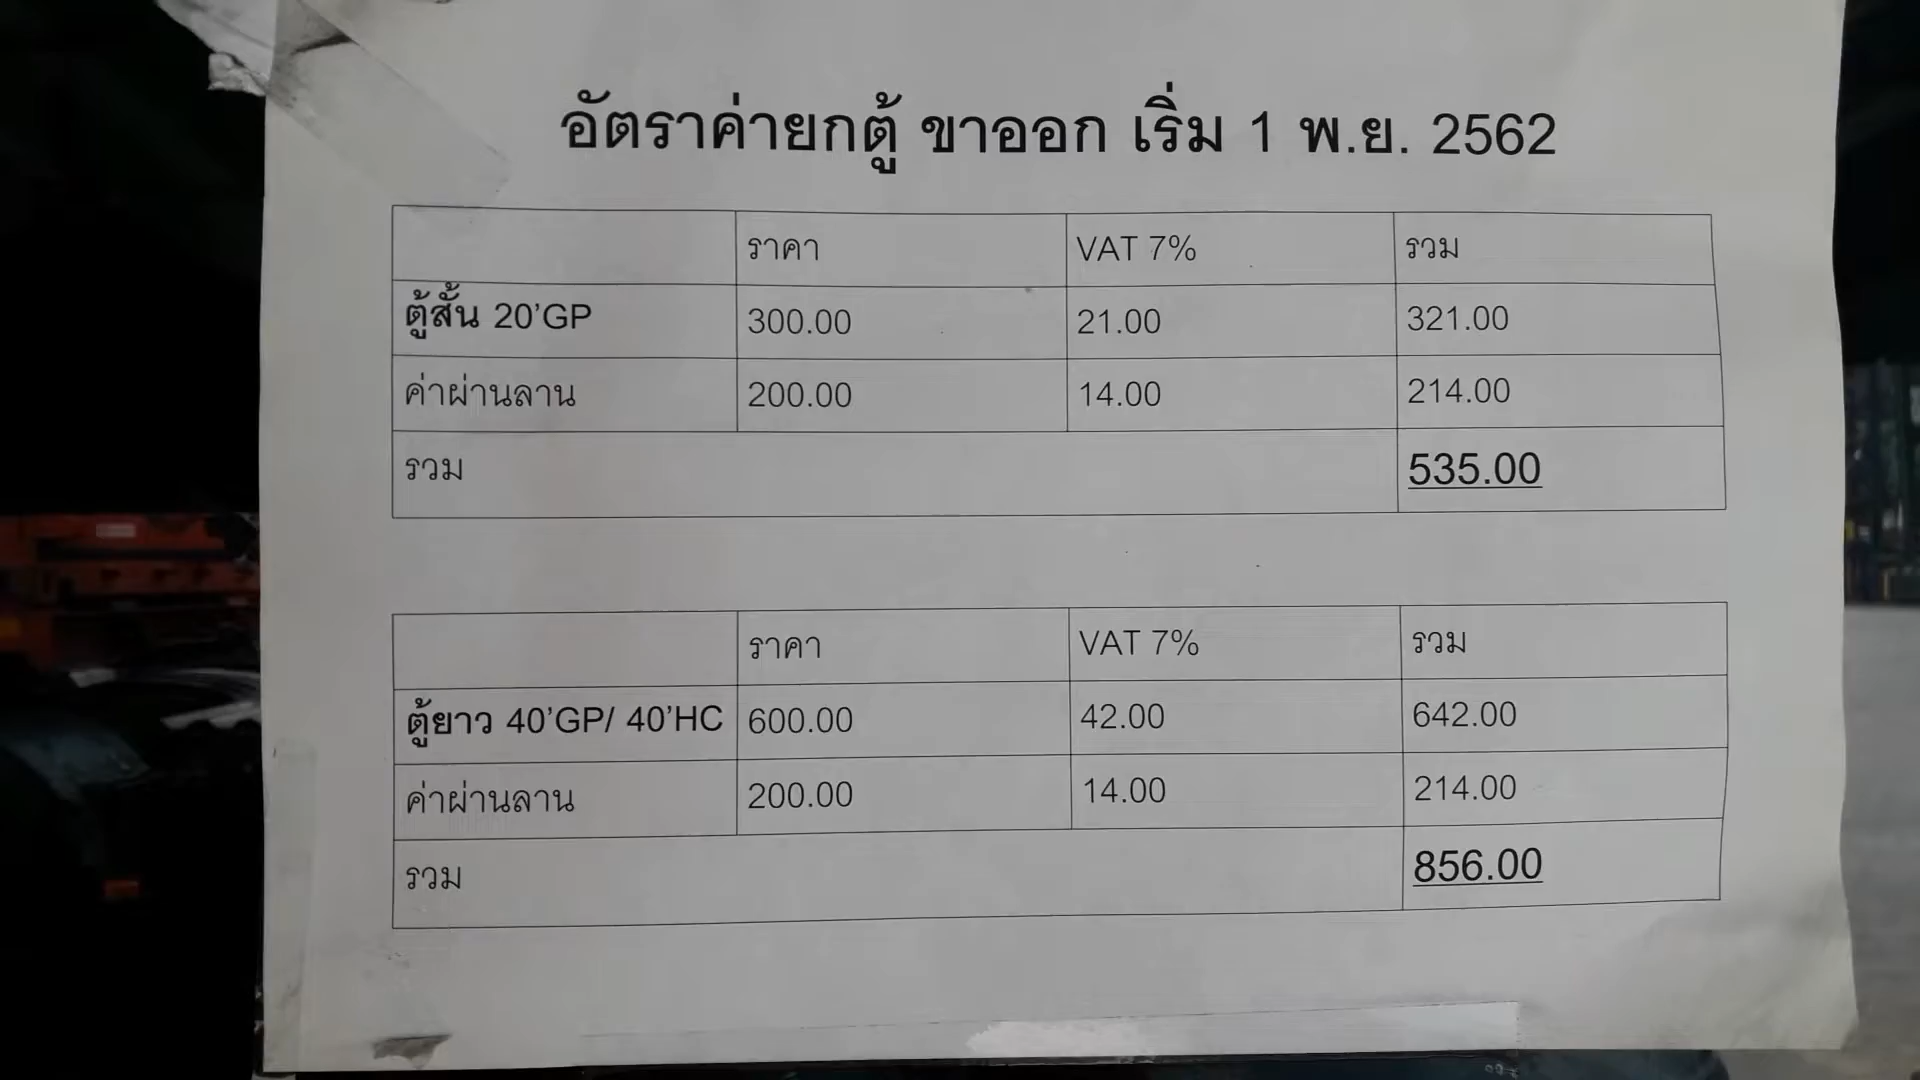 อัตราค่ายกตู้ ขาออก เริ่ม 1 พ.ย. 2562
ราคา VAT 7% รวม
ตู้สั้น 20'GP 300.00 21.00 321.00
ค่าผ่านลาน 200.00 14.00 214.00
รวม 535.00
ราคา VAT 7% รวม
ตู้ยาว 40'GP/ 40'HC 600.00 42.00 642.00
ค่าผ่านลาน 200.00 14.00 214.00
รวม 856.00